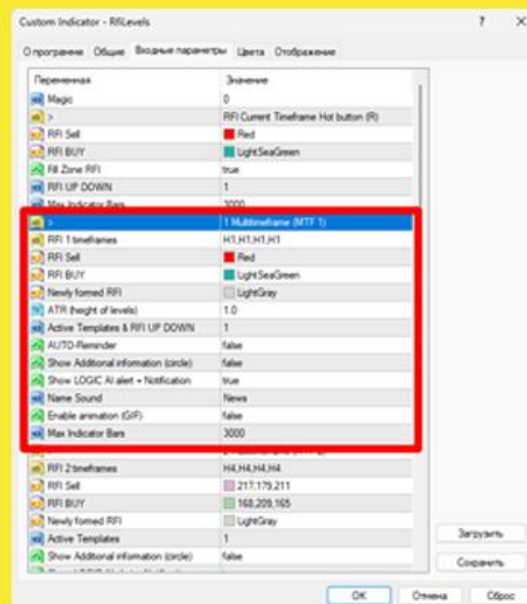 Custom Indicator - RfiLevels
О программе Общие Входные параметры Цвета Отображение
Переменная Значение
Magic 0
> RFI Current Timeframe Hot button (R)
RFI Sell Red
RFI BUY LightSeaGreen
Fill Zone RFI true
RFI UP DOWN 1
Max Indicator Bars 3000
> 1 Multitimeframe (MTF 1)
RFI 1 timeframes H1,H1,H1,H1
RFI Sell Red
RFI BUY LightSeaGreen
Newly formed RFI LightGray
ATR (height of levels) 1.0
Active Templates & RFI UP DOWN 1
AUTO-Reminder false
Show Additional information (circle) false
Show LOGIC AI alert + Notification true
Name Sound News
Enable animation (GIF) false
Max Indicator Bars 3000
RFI 2 timeframes H4,H4,H4,H4
RFI Sell 217,179,211
RFI BUY 168,209,165
Newly formed RFI LightGray
Active Templates 1
Show Additional information (circle) false
Загрузить
Сохранить
OK Отмена Сброс